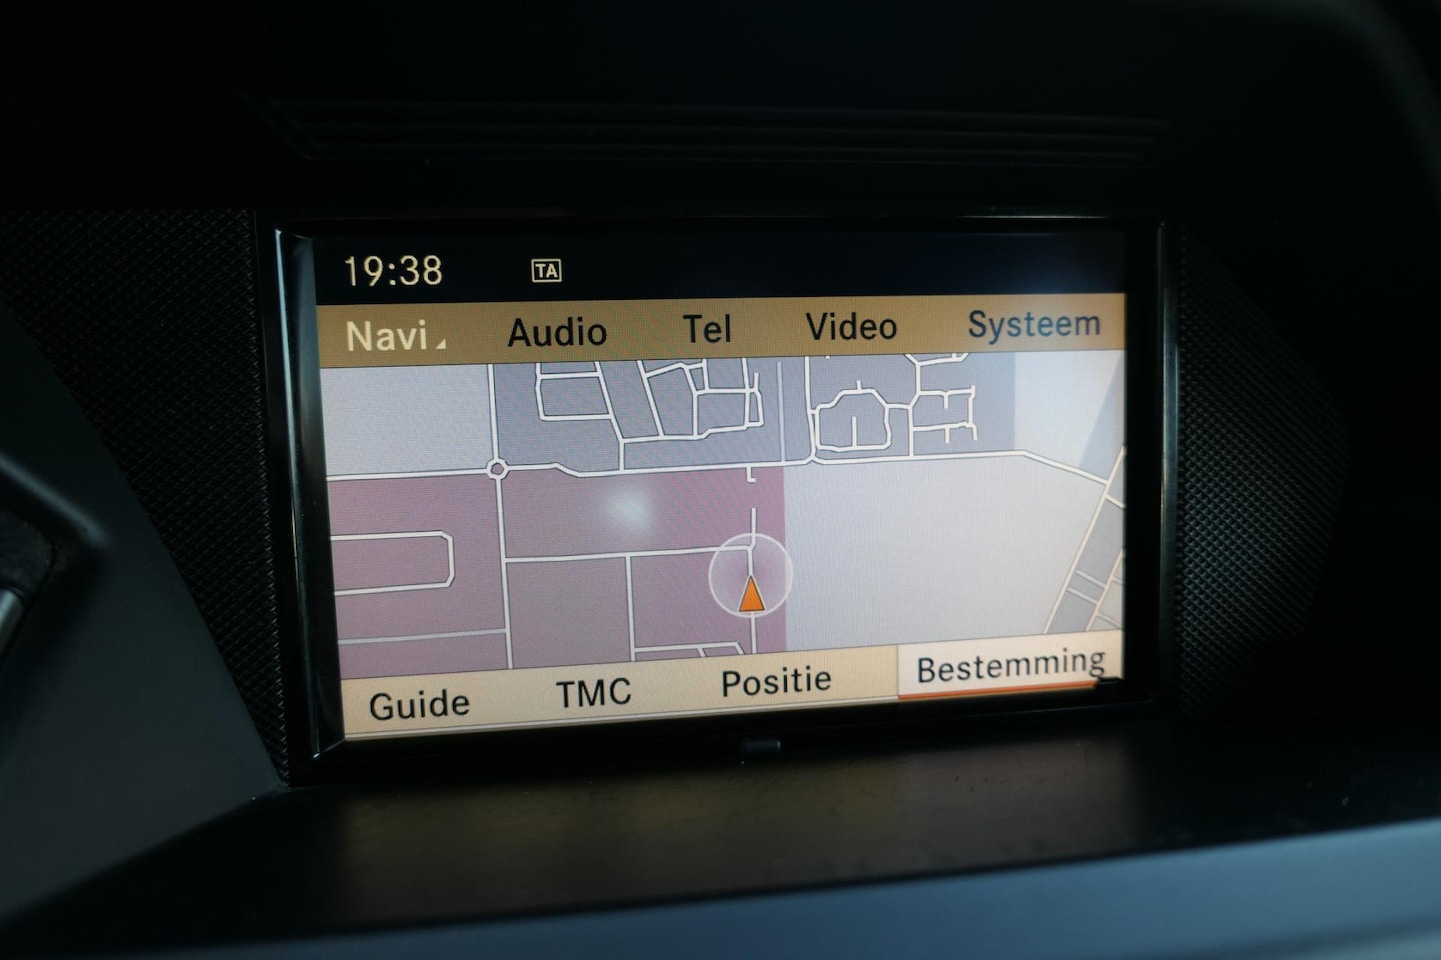 19:38 TA
Navi Audio Tel Video Systeem
Guide TMC Positie Bestemming